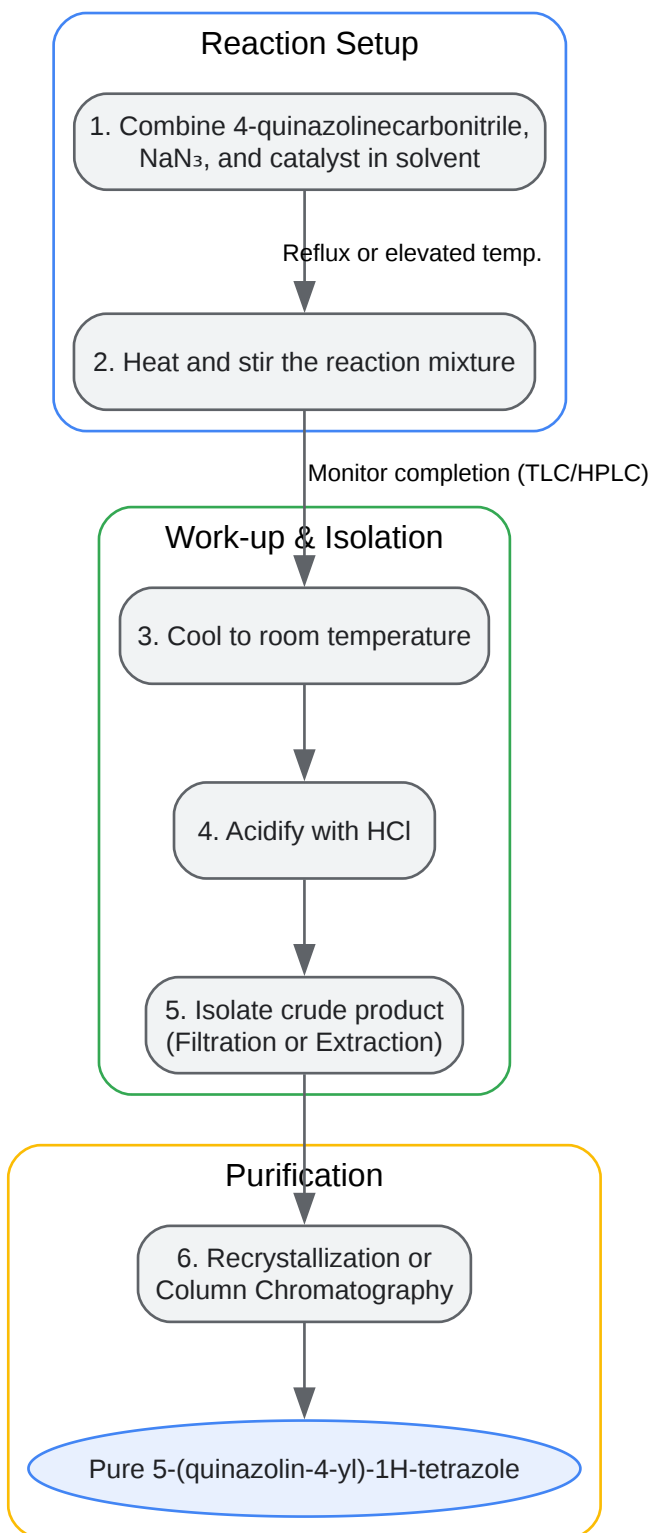 Reaction Setup
1. Combine 4-quinazolinecarbonitrile,
NaN₃, and catalyst in solvent
Reflux or elevated temp.
2. Heat and stir the reaction mixture
Monitor completion (TLC/HPLC)
Work-up & Isolation
3. Cool to room temperature
4. Acidify with HCl
5. Isolate crude product
(Filtration or Extraction)
Purification
6. Recrystallization or
Column Chromatography
Pure 5-(quinazolin-4-yl)-1H-tetrazole